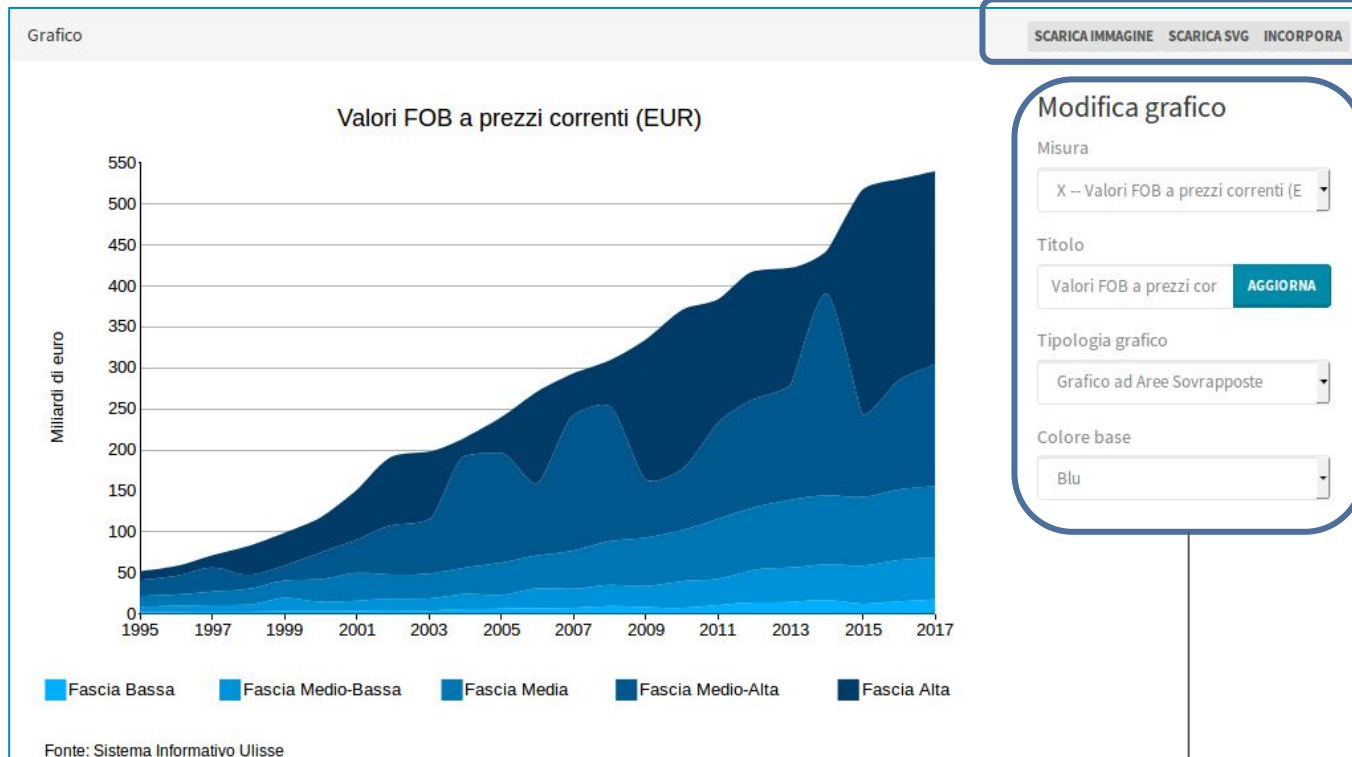 Grafico
SCARICA IMMAGINE SCARICA SVG INCORPORA
Valori FOB a prezzi correnti (EUR)
550
500
450
400
350
300
250
200
150
100
50
0
Miliardi di euro
1995 1997 1999 2001 2003 2005 2007 2009 2011 2013 2015 2017
Fascia Bassa Fascia Medio-Bassa Fascia Media Fascia Medio-Alta Fascia Alta
Fonte: Sistema Informativo Ulisse
Modifica grafico
Misura
X -- Valori FOB a prezzi correnti (E
Titolo
Valori FOB a prezzi cor AGGIORNA
Tipologia grafico
Grafico ad Aree Sovrapposte
Colore base
Blu